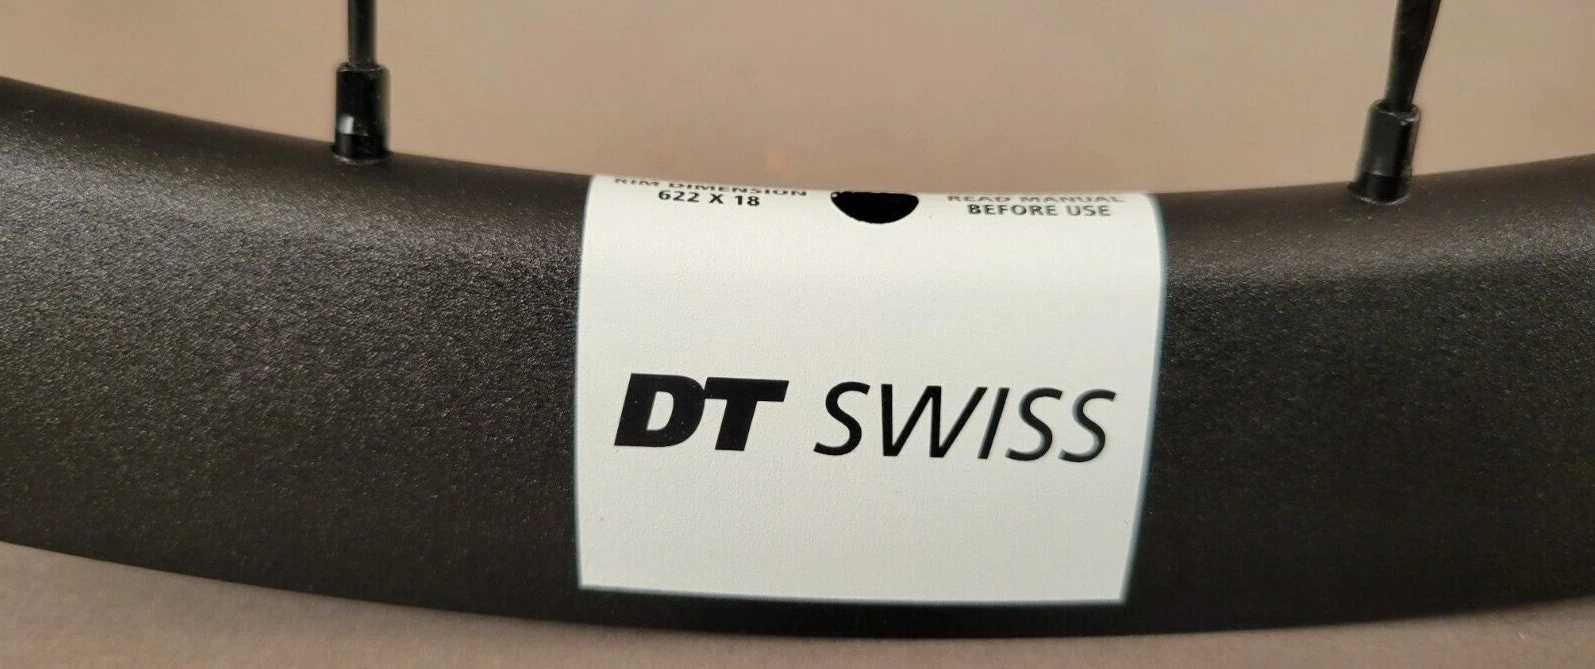 RIM DIMENSION
622 X 18
READ MANUAL
BEFORE USE
DT SWISS